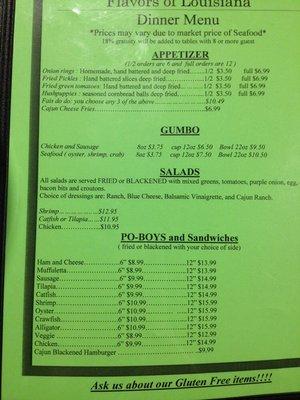 Flavors of Louisiana
Dinner Menu
*Prices may vary due to market price of Seafood*
18% gratuity will be added to tables with 8 or more guest
APPETIZER
(1/2 orders are 6 and full orders are 12)
Onion rings : Homemade, hand battered and deep fried......1/2 $3.50 full $6.99
Fried Pickles : Hand battered slices deep fried..........1/2 $3.50 full $6.99
Fried green tomatoes: Hand battered and deep fried......1/2 $3.50 full $6.99
Hushpuppies : seasoned cornbread balls deep fried.......1/2 $3.50 full $6.99
Fais do do: you choose any 3 of the above...................$10.49
Cajun Cheese Fries..................$6.99
GUMBO
Chicken and Sausage 8oz $3.75 cup 12oz $6.50 Bowl 22oz $9.50
Seafood ( oyster, shrimp, crab) 8oz $3.75 cup 12oz $7.50 Bowl 22oz $10.50
SALADS
All salads are served FRIED or BLACKENED with mixed greens, tomatoes, purple onion, egg,
bacon bits and croutons.
Choice of dressings are: Ranch, Blue Cheese, Balsamic Vinaigrette, and Cajun Ranch.
Shrimp................$12.95
Catfish or Tilapia.....$11.95
Chicken................$10.95
PO-BOYS and Sandwiches
( fried or blackened with your choice of side)
Ham and Cheese................6" $8.99..................12" $13.99
Muffuletta.....................6" $8.99..................12" $13.99
Sausage.......................6" $9.99..................12" $14.99
Tilapia........................6" $9.99..................12" $14.99
Catfish........................6" $9.99..................12" $14.99
Shrimp........................6" $10.99.................12" $15.99
Oyster.........................6" $10.99.................12" $15.99
Crawfish......................6" $10.99.................12" $15.99
Alligator......................6" $10.99.................12" $15.99
Veggie........................6" $8.99..................12" $12.99
Chicken.......................6" $9.99..................12" $14.99
Cajun Blackened Hamburger ............................$9.99
Ask us about our Gluten Free items!!!!